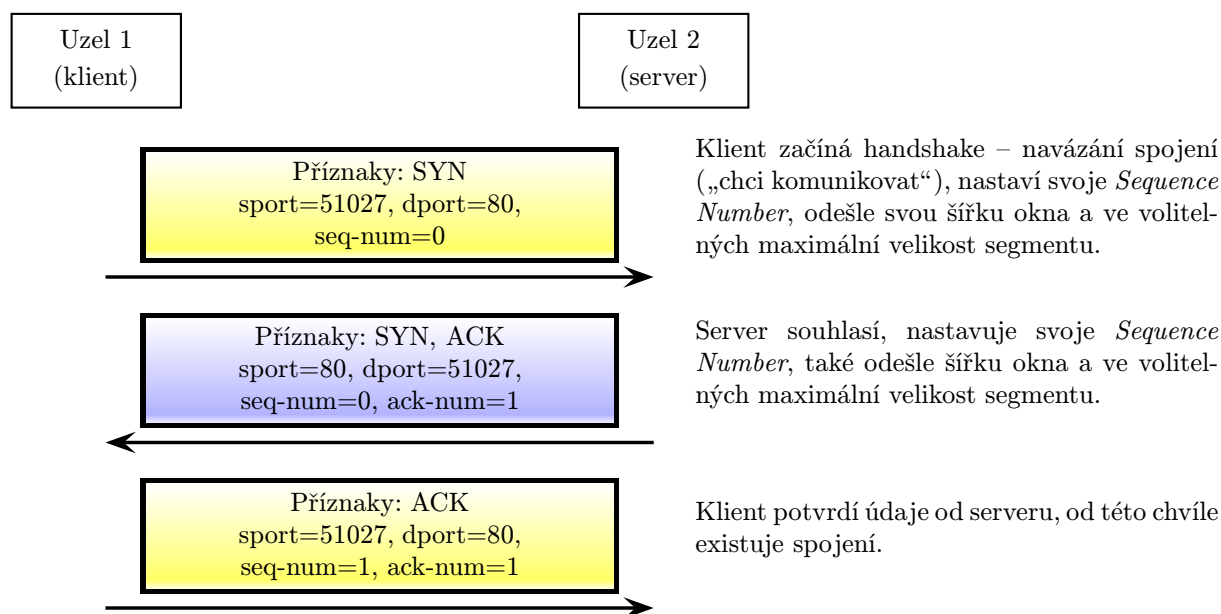 Uzel 1
(klient)
Uzel 2
(server)
Příznaky: SYN
sport=51027, dport=80,
seq-num=0
Klient začíná handshake – navázání spojení
(„chci komunikovat“), nastaví svoje Sequence
Number, odešle svou šířku okna a ve volitel-
ných maximální velikost segmentu.
Příznaky: SYN, ACK
sport=80, dport=51027,
seq-num=0, ack-num=1
Server souhlasí, nastavuje svoje Sequence
Number, také odešle šířku okna a ve volitel-
ných maximální velikost segmentu.
Příznaky: ACK
sport=51027, dport=80,
seq-num=1, ack-num=1
Klient potvrdí údaje od serveru, od této chvíle
existuje spojení.